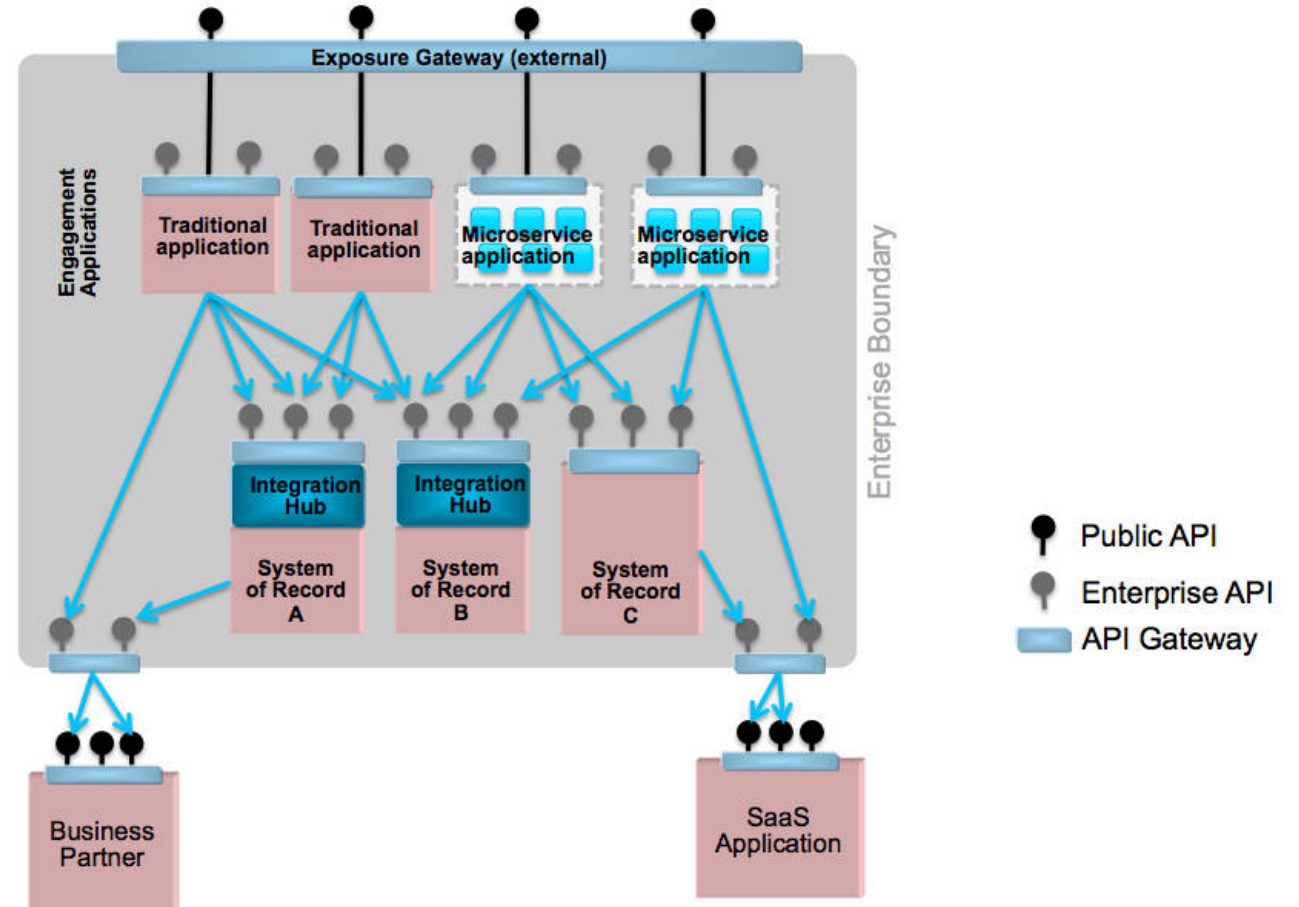 Exposure Gateway (external)
Engagement
Applications
Traditional
application
Traditional
application
Microservice
application
Microservice
application
Enterprise Boundary
Integration
Hub
Integration
Hub
System
of Record
A
System
of Record
B
System
of Record
C
Public API
Enterprise API
API Gateway
Business
Partner
SaaS
Application